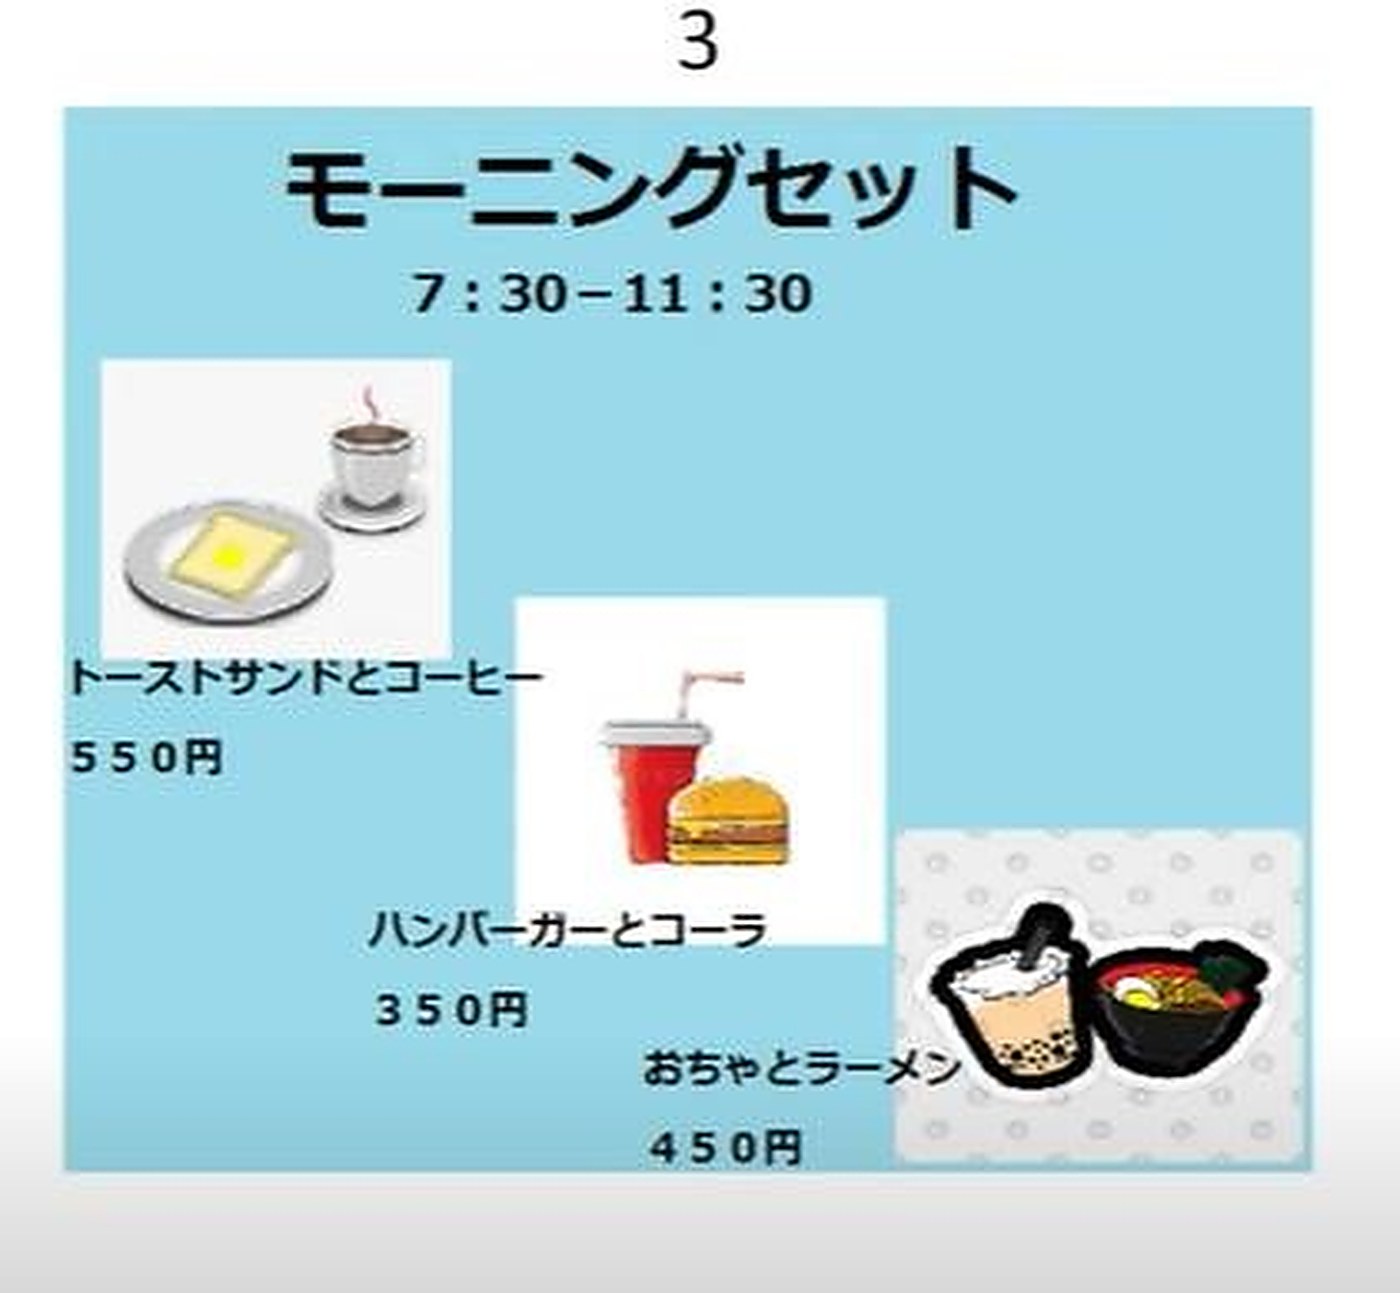 3
モーニングセット
7：30－11：30
トーストサンドとコーヒー
５５０円
ハンバーガーとコーラ
３５０円
おちゃとラーメン
４５０円